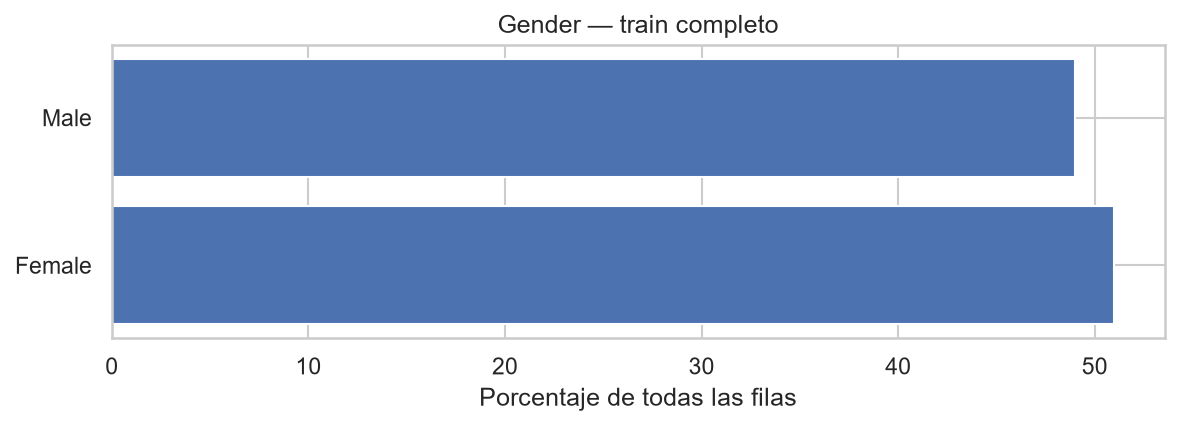 Gender — train completo
Male
Female
0 10 20 30 40 50
Porcentaje de todas las filas